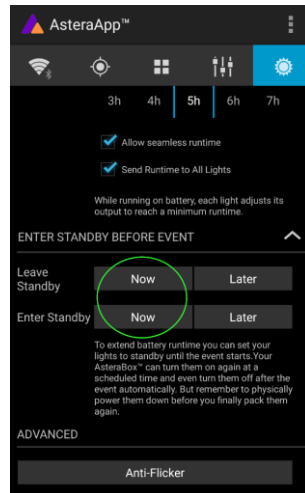 AsteraApp™
3h 4h 5h 6h 7h
Allow seamless runtime
Send Runtime to All Lights
While running on battery, each light adjusts its
output to reach a minimum runtime.
ENTER STANDBY BEFORE EVENT
Leave
Standby
Now Later
Enter Standby Now Later
To extend battery runtime you can set your
lights to standby until the event starts.Your
AsteraBox™ can turn them on again at a
scheduled time and even turn them off after the
event automatically. But remember to physically
power them down before you finally pack them
again.
ADVANCED
Anti-Flicker